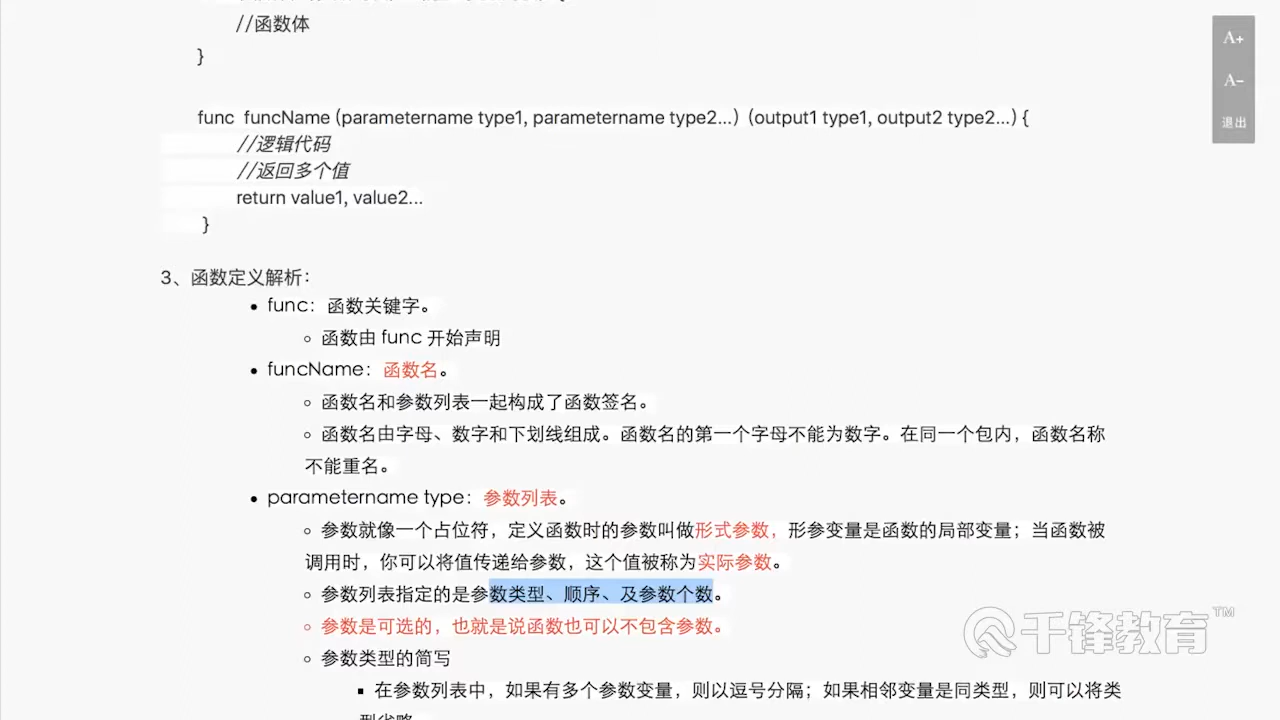 //函数体
}
func funcName (parametername type1, parametername type2...) (output1 type1, output2 type2...) {
//逻辑代码
//返回多个值
return value1, value2...
}
3、函数定义解析：
• func：函数关键字。
◦ 函数由 func 开始声明
• funcName：函数名。
◦ 函数名和参数列表一起构成了函数签名。
◦ 函数名由字母、数字和下划线组成。函数名的第一个字母不能为数字。在同一个包内，函数名称
不能重名。
• parametername type：参数列表。
◦ 参数就像一个占位符，定义函数时的参数叫做形式参数，形参变量是函数的局部变量；当函数被
调用时，你可以将值传递给参数，这个值被称为实际参数。
◦ 参数列表指定的是参数类型、顺序、及参数个数。
◦ 参数是可选的，也就是说函数也可以不包含参数。
◦ 参数类型的简写
▪ 在参数列表中，如果有多个参数变量，则以逗号分隔；如果相邻变量是同类型，则可以将类
型省略
A+
A-
退出
千锋教育™